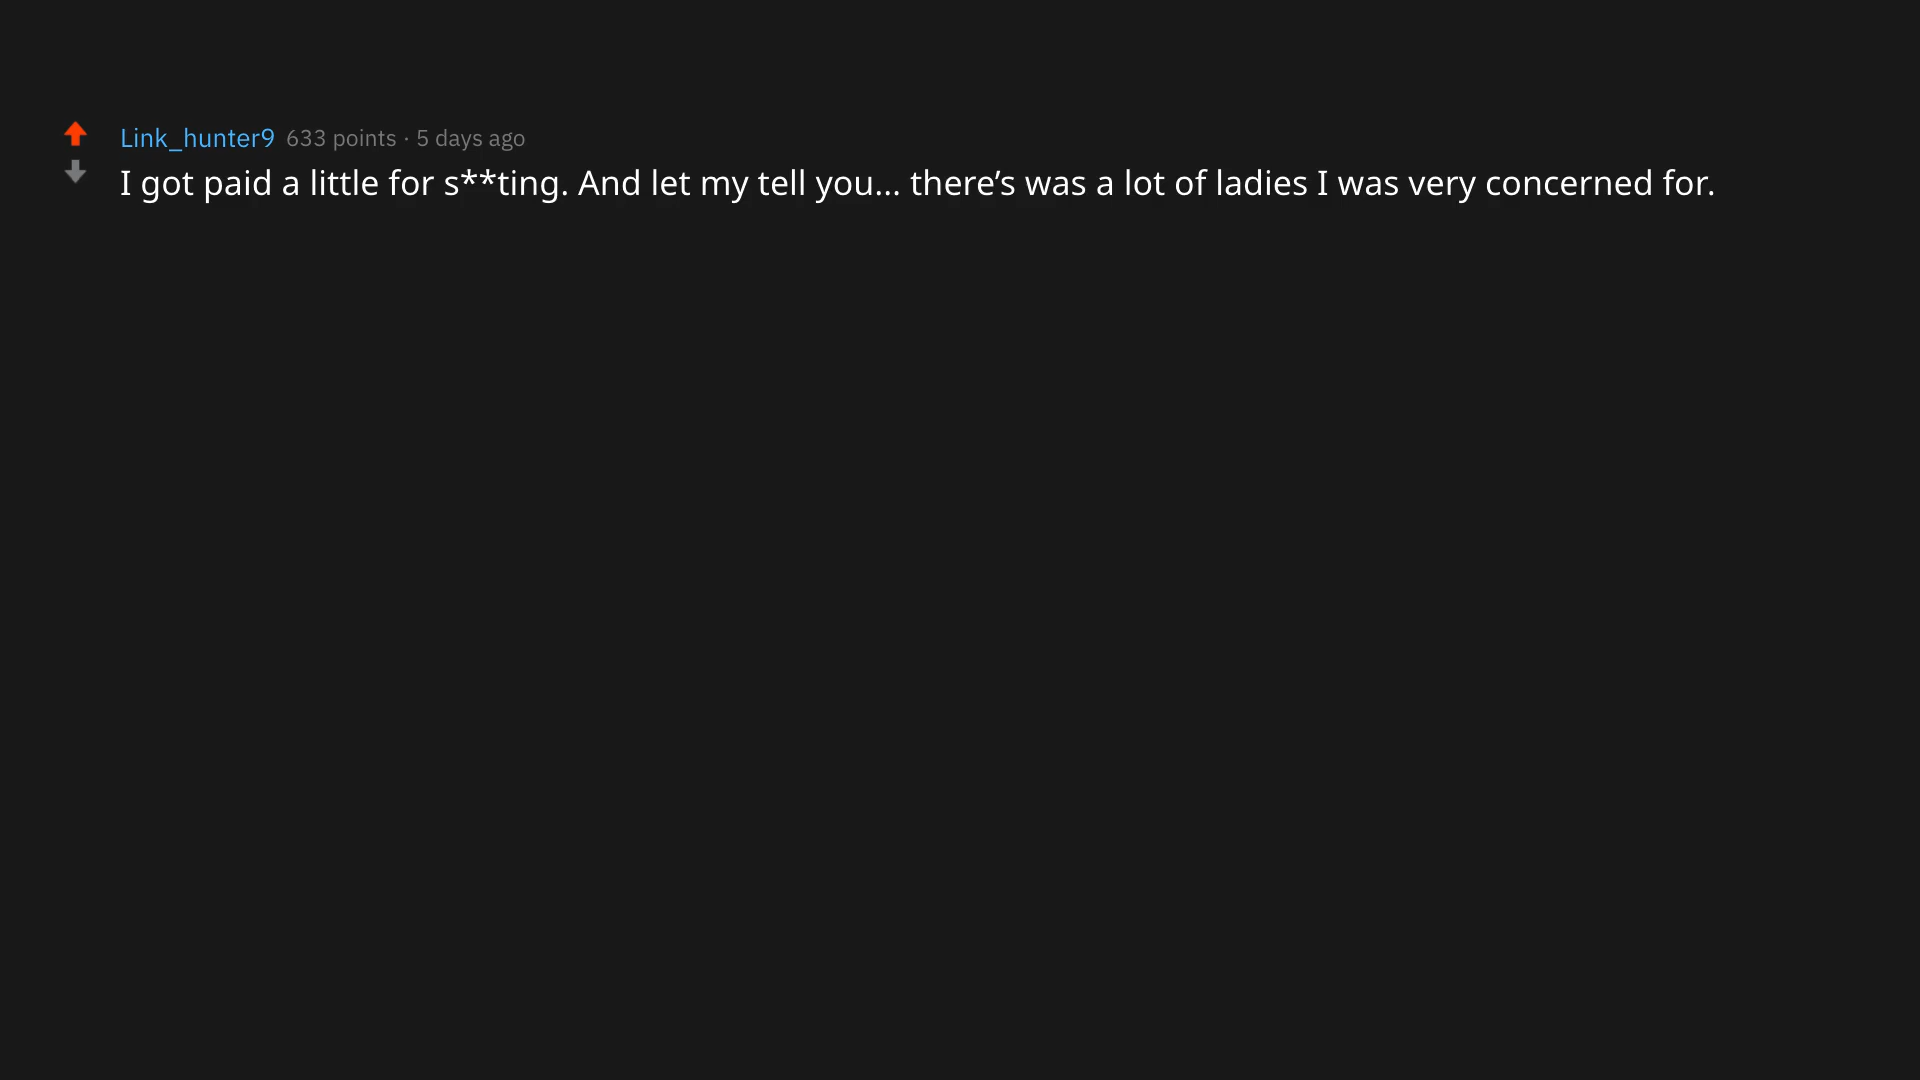 Link_hunter9 633 points · 5 days ago
I got paid a little for s**ting. And let my tell you... there’s was a lot of ladies I was very concerned for.